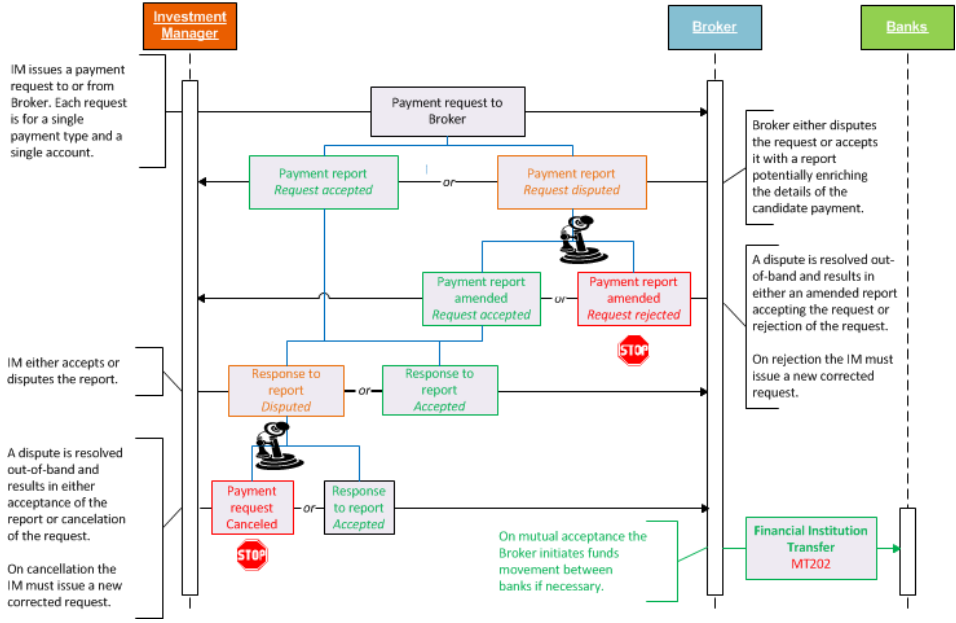 Investment
Manager
Broker
Banks
IM issues a payment
request to or from
Broker. Each request
is for a single
payment type and a
single account.
Payment request to
Broker
Broker either disputes
the request or accepts
it with a report
potentially enriching
the details of the
candidate payment.
Payment report
Request accepted
or
Payment report
Request disputed
A dispute is resolved out-
of-band and results in
either an amended report
accepting the request or
rejection of the request.
On rejection the IM must
issue a new corrected
request.
Payment report
amended
Request accepted
or
Payment report
amended
Request rejected
STOP
IM either accepts or
disputes the report.
Response to
report
Disputed
or
Response to
report
Accepted
A dispute is resolved
out-of-band and
results in either
acceptance of the
report or cancelation
of the request.
On cancellation the
IM must issue a new
corrected request.
Payment
request
Canceled
or
Response
to report
Accepted
STOP
On mutual acceptance the
Broker initiates funds
movement between
banks if necessary.
Financial Institution
Transfer
MT202